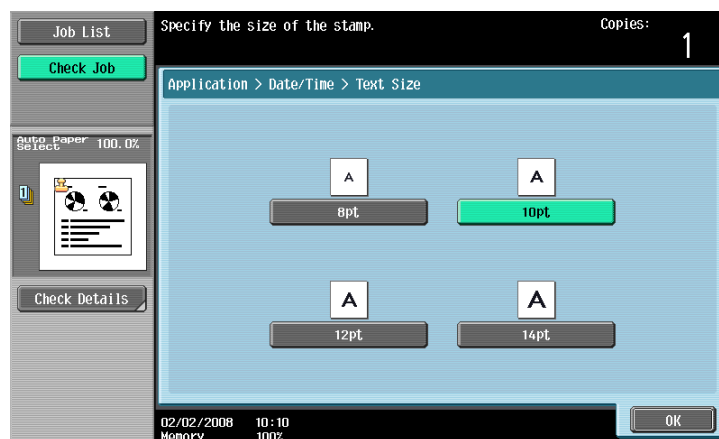 Job List
Check Job
Specify the size of the stamp.
Copies:
1
Application > Date/Time > Text Size
Auto Paper
Select
100.0%
1
A
8pt
A
10pt
A
12pt
A
14pt
Check Details
02/02/2008 10:10
Memory 100%
OK